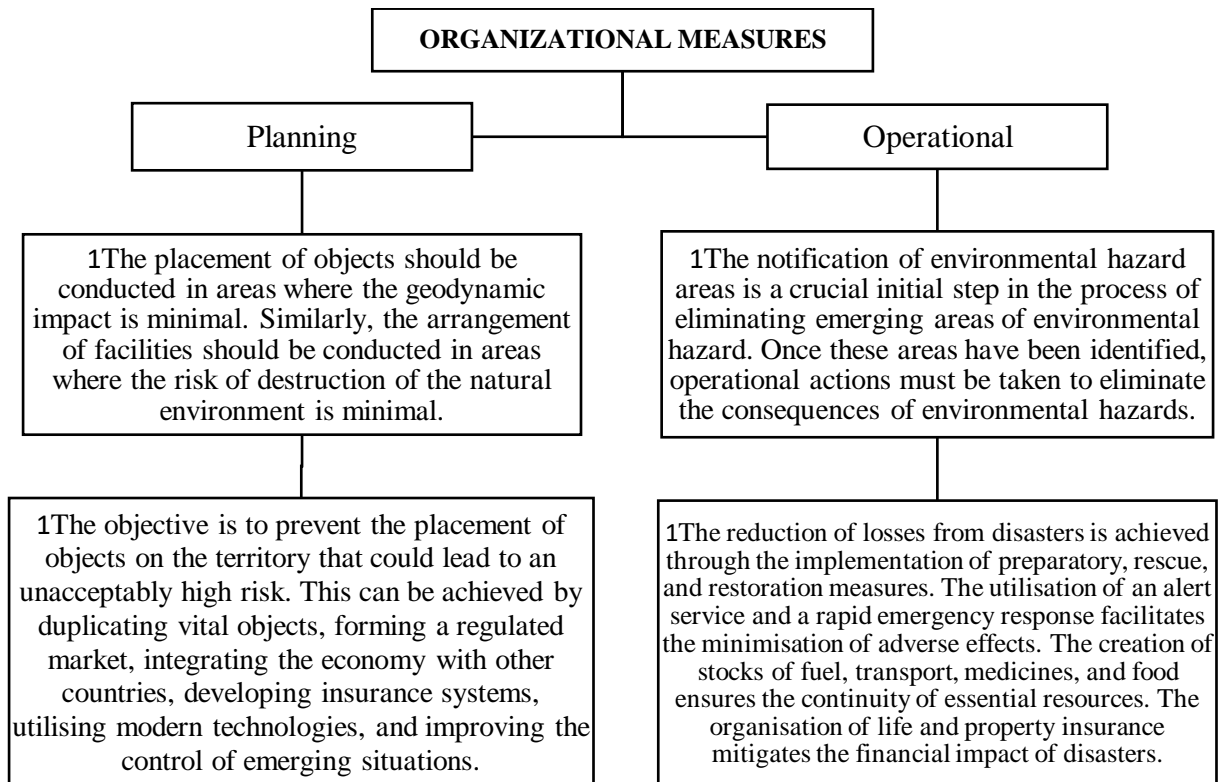 ORGANIZATIONAL MEASURES
Planning
Operational
1The placement of objects should be
conducted in areas where the geodynamic
impact is minimal. Similarly, the arrangement
of facilities should be conducted in areas
where the risk of destruction of the natural
environment is minimal.
1The notification of environmental hazard
areas is a crucial initial step in the process of
eliminating emerging areas of environmental
hazard. Once these areas have been identified,
operational actions must be taken to eliminate
the consequences of environmental hazards.
1The objective is to prevent the placement of
objects on the territory that could lead to an
unacceptably high risk. This can be achieved by
duplicating vital objects, forming a regulated
market, integrating the economy with other
countries, developing insurance systems,
utilising modern technologies, and improving the
control of emerging situations.
1The reduction of losses from disasters is achieved
through the implementation of preparatory, rescue,
and restoration measures. The utilisation of an alert
service and a rapid emergency response facilitates
the minimisation of adverse effects. The creation of
stocks of fuel, transport, medicines, and food
ensures the continuity of essential resources. The
organisation of life and property insurance
mitigates the financial impact of disasters.